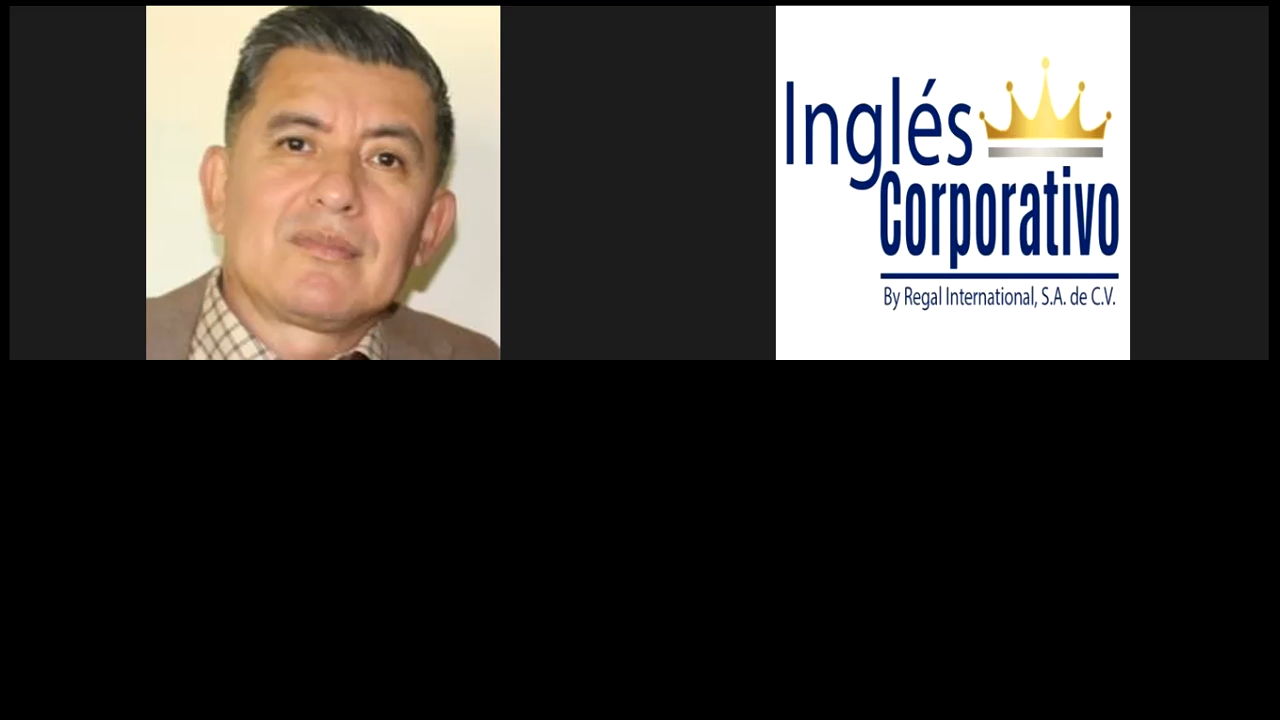 Inglés
Corporativo
By Regal International, S.A. de C.V.